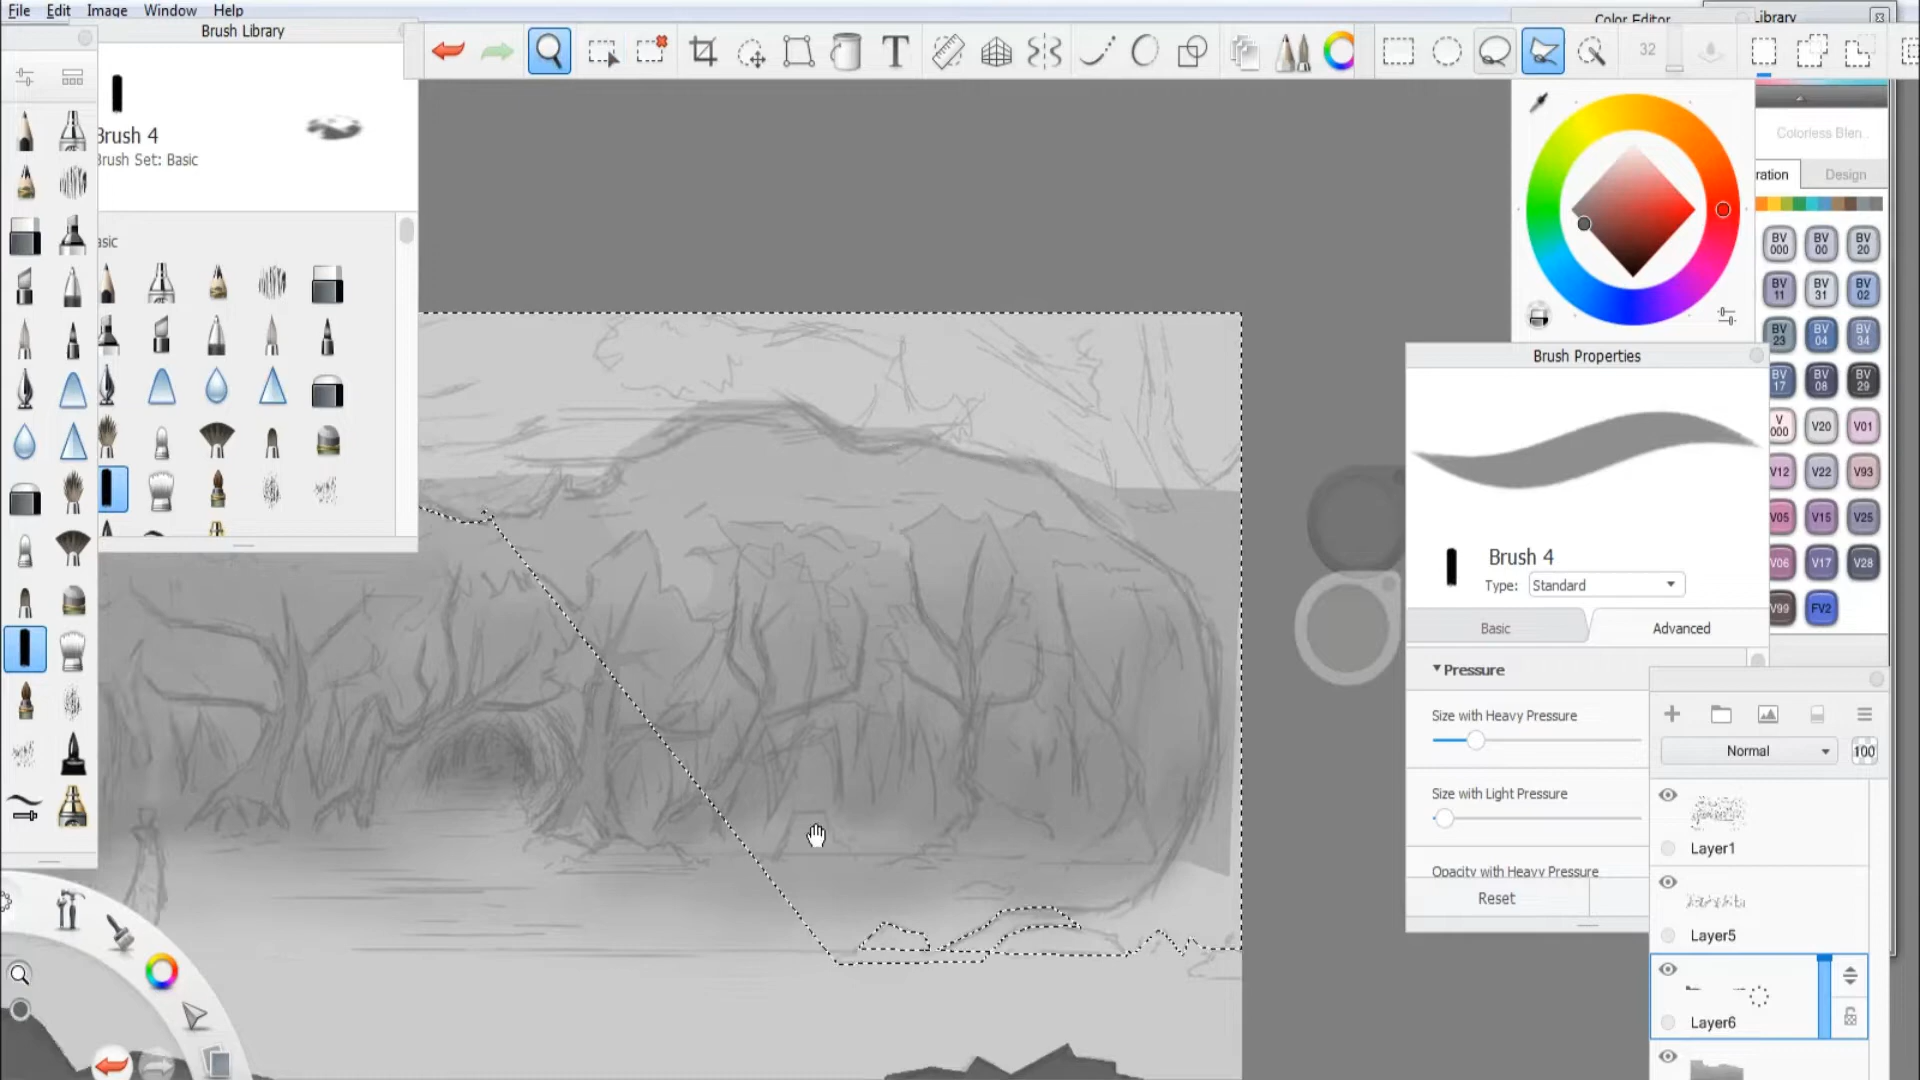 File Edit Image Window Help
Brush Library
Color Editor
Library
Brush 4
Brush Set: Basic
asic
T
32
Colorless Blen..
ration Design
BV 000 BV 00 BV 20
BV 11 BV 31 BV 02
BV 23 BV 04 BV 34
BV 17 BV 08 BV 29
V 000 V20 V01
V12 V22 V93
V05 V15 V25
V06 V17 V28
V99 FV2
Brush Properties
Brush 4
Type: Standard
Basic Advanced
Pressure
Size with Heavy Pressure
Size with Light Pressure
Opacity with Heavy Pressure
Reset
Normal 100
Layer1
Layer5
Layer6